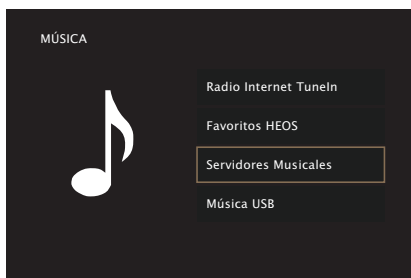 MÚSICA
Radio Internet TuneIn
Favoritos HEOS
Servidores Musicales
Música USB